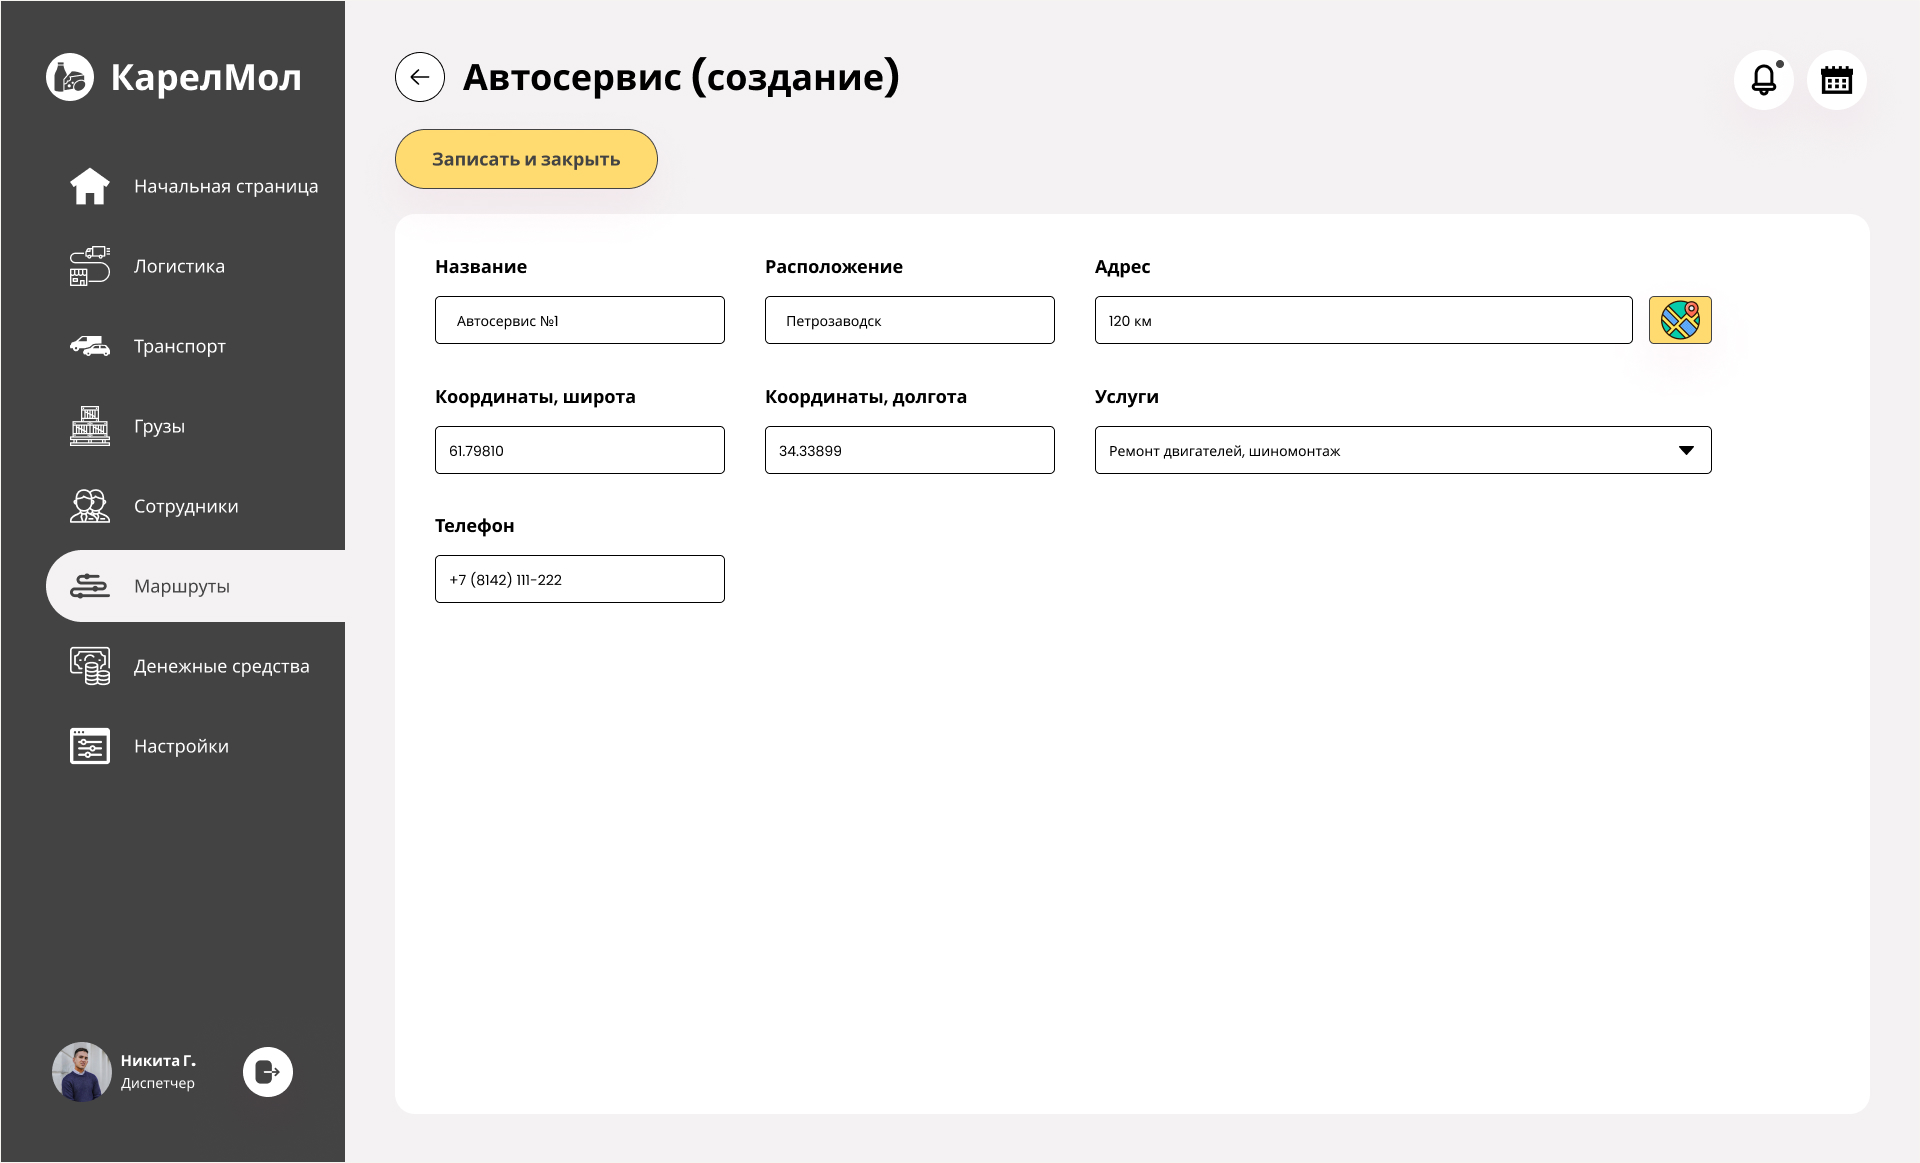 КарелМол
Начальная страница
Логистика
Транспорт
Грузы
Сотрудники
Маршруты
Денежные средства
Настройки
Никита Г.
Диспетчер
Автосервис (создание)
Записать и закрыть
Название
Расположение
Адрес
Автосервис №1
Петрозаводск
120 км
Координаты, широта
Координаты, долгота
Услуги
61.79810
34.33899
Ремонт двигателей, шиномонтаж
Телефон
+7 (8142) 111-222